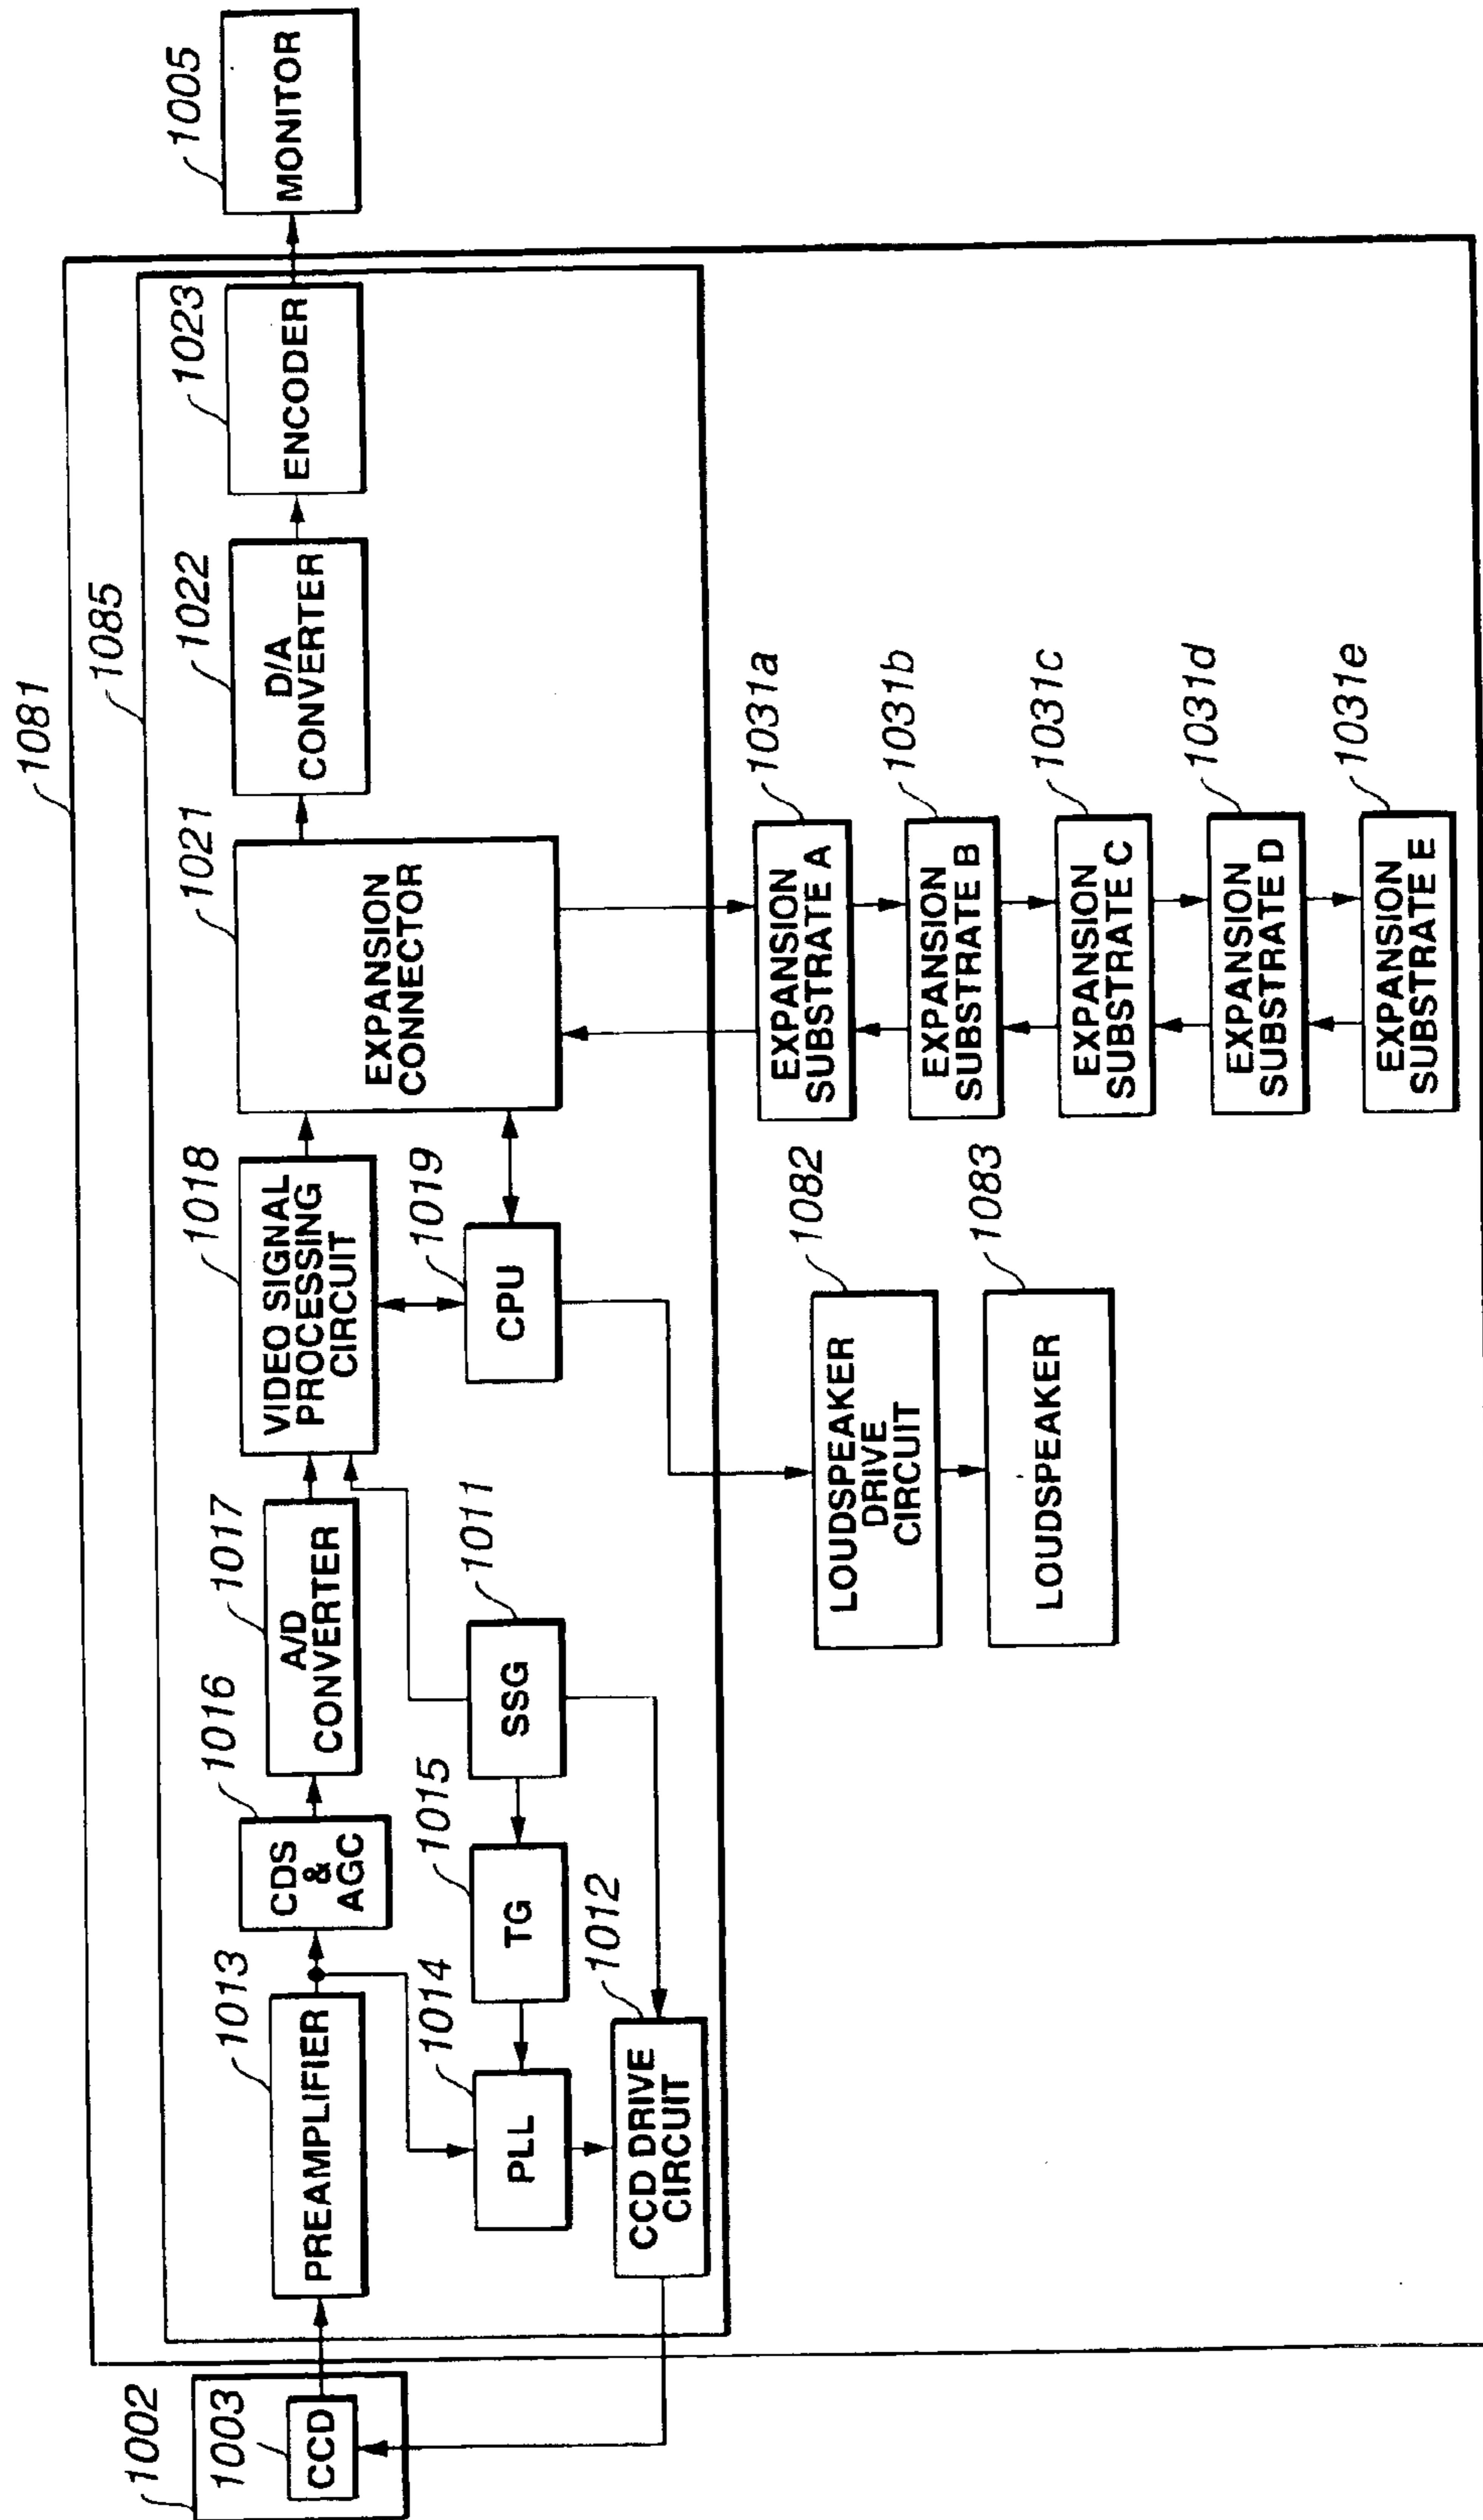 1081
1085
1002
1003
CCD
1013
PREAMPLIFIER
1016
CDS
&
AGC
1017
A/D
CONVERTER
1018
VIDEO SIGNAL
PROCESSING
CIRCUIT
1021
EXPANSION
CONNECTOR
1022
D/A
CONVERTER
1023
ENCODER
1005
MONITOR
1014
PLL
1015
TG
1011
SSG
1019
CPU
1012
CCD DRIVE
CIRCUIT
1082
LOUDSPEAKER
DRIVE
CIRCUIT
1083
LOUDSPEAKER
1031a
EXPANSION
SUBSTRATE A
1031b
EXPANSION
SUBSTRATE B
1031c
EXPANSION
SUBSTRATE C
1031d
EXPANSION
SUBSTRATE D
1031e
EXPANSION
SUBSTRATE E